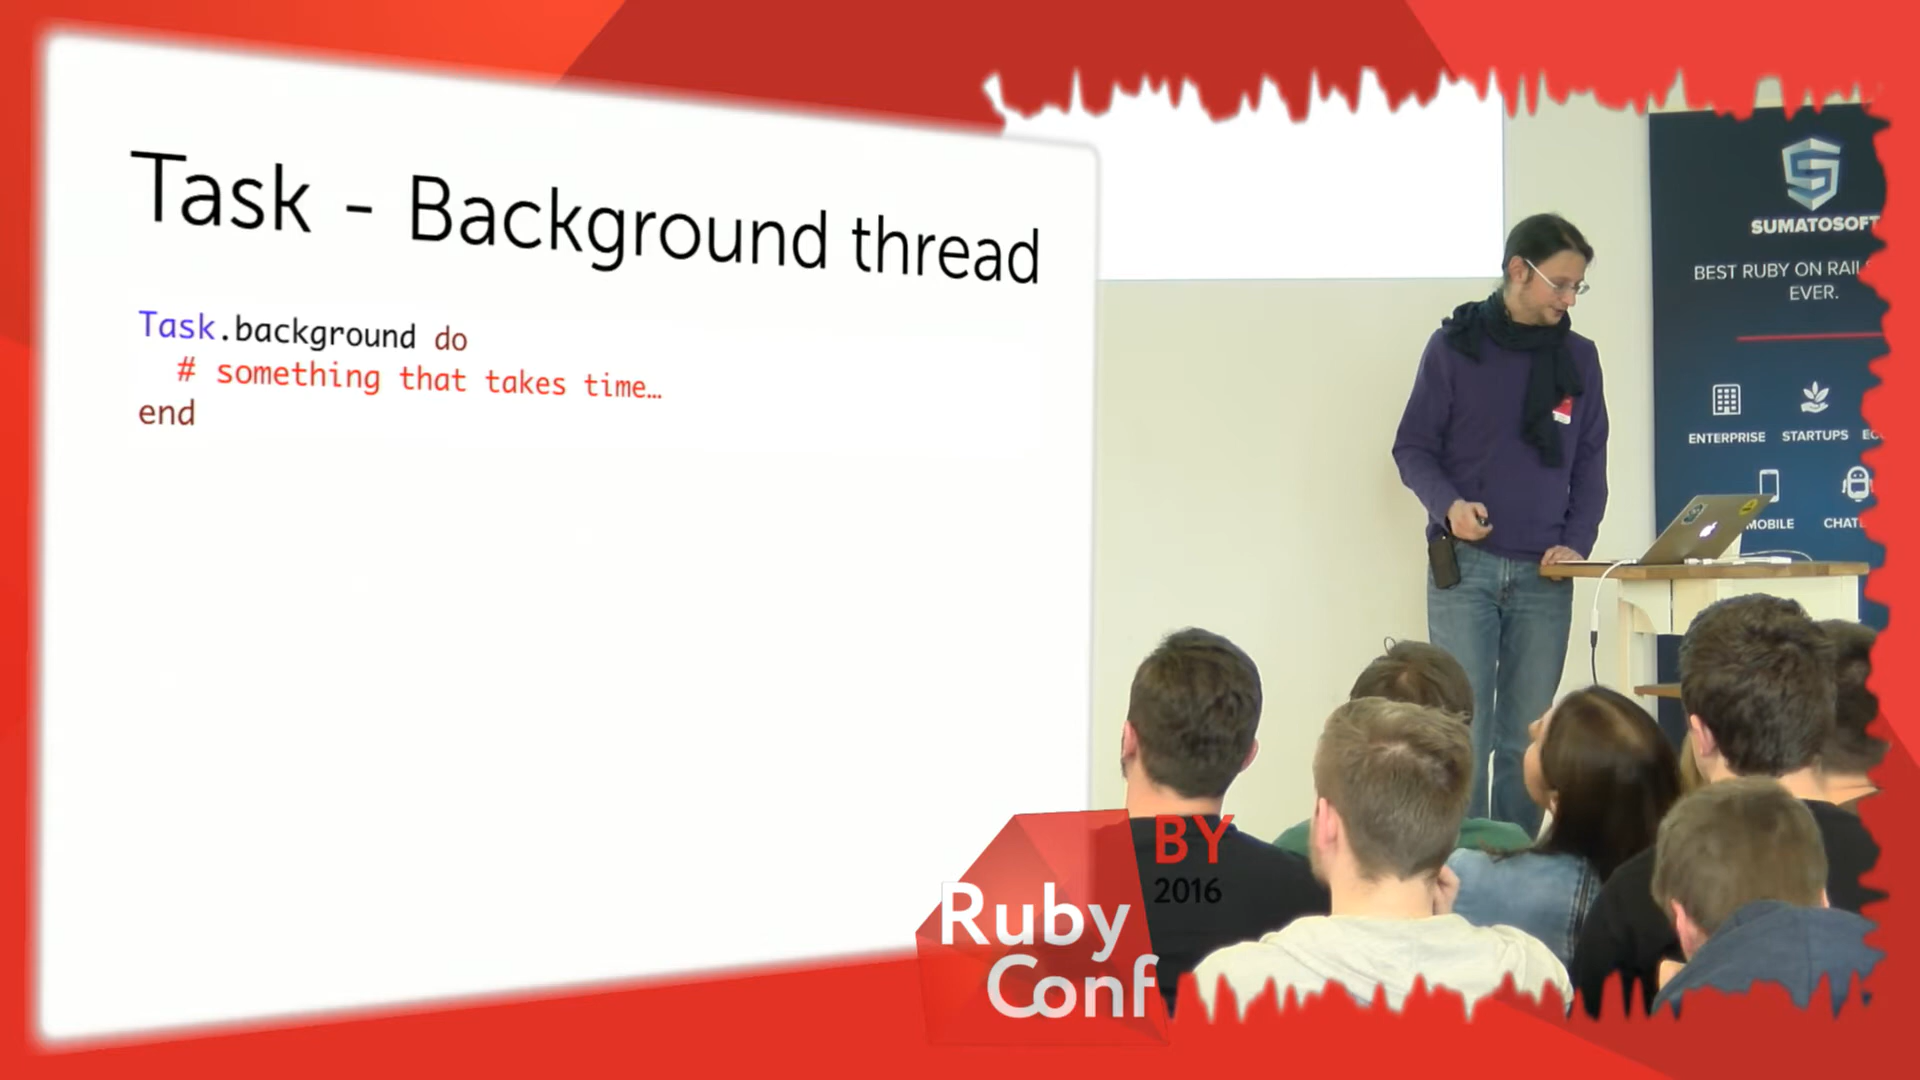 Task - Background thread
Task.background do
# something that takes time…
end
SUMATOSOFT
BEST RUBY ON RAILS
EVER.
ENTERPRISE
STARTUPS
MOBILE
BY
2016
Ruby
Conf